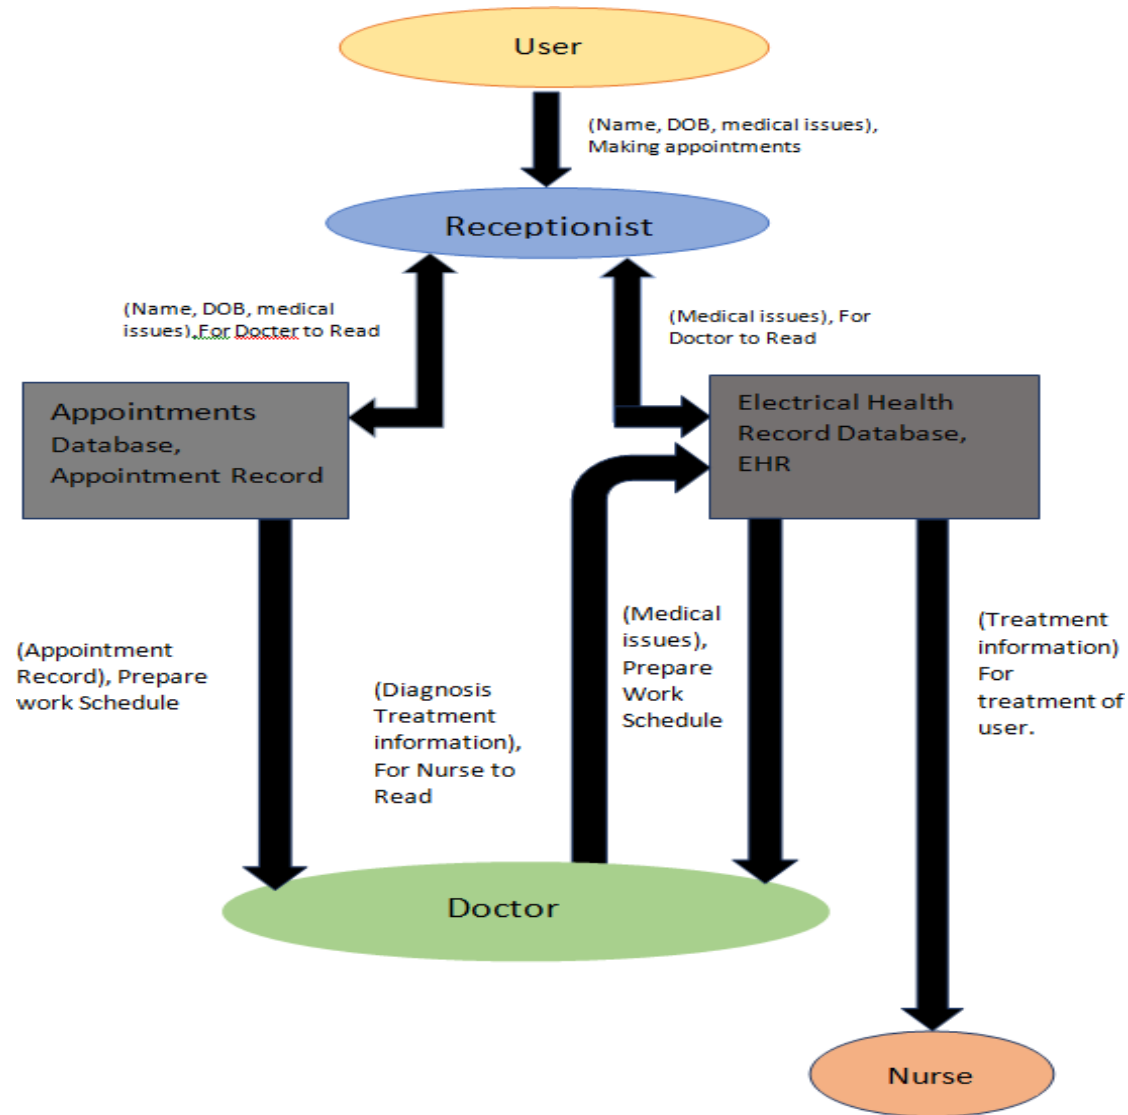 User
(Name, DOB, medical issues),
Making appointments
Receptionist
(Name, DOB, medical
issues),For Docter to Read
(Medical issues), For
Doctor to Read
Appointments
Database,
Appointment Record
Electrical Health
Record Database,
EHR
(Appointment
Record), Prepare
work Schedule
(Diagnosis
Treatment
information),
For Nurse to
Read
(Medical
issues),
Prepare
Work
Schedule
(Treatment
information)
For
treatment of
user.
Doctor
Nurse